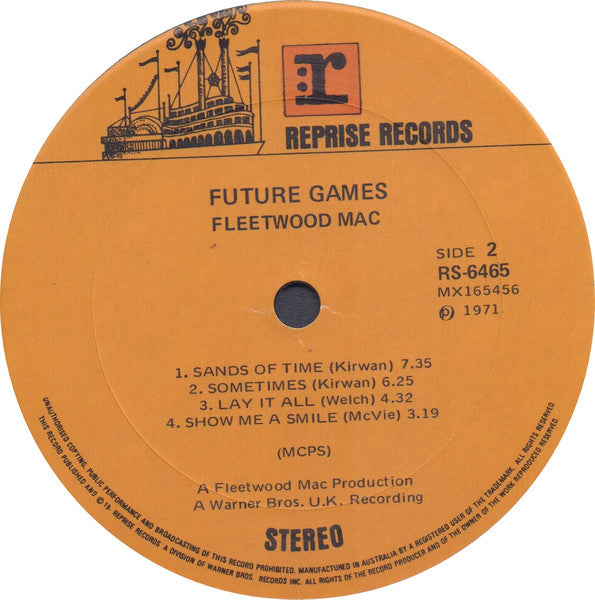 r
REPRISE RECORDS
FUTURE GAMES
FLEETWOOD MAC
SIDE 2
RS-6465
MX165456
℗ 1971
1. SANDS OF TIME (Kirwan) 7.35
2. SOMETIMES (Kirwan) 6.25
3. LAY IT ALL (Welch) 4.32
4. SHOW ME A SMILE (McVie) 3.19
(MCPS)
A Fleetwood Mac Production
A Warner Bros. U.K. Recording
STEREO
UNAUTHORISED COPYING, PUBLIC PERFORMANCE AND BROADCASTING OF THIS RECORD PROHIBITED. MANUFACTURED IN AUSTRALIA BY A REGISTERED USER OF THE TRADEMARK. ALL RIGHTS RESERVED.
THIS RECORD PUBLISHED AND ℗ 19- REPRISE RECORDS A DIVISION OF WARNER BROS. RECORDS INC. ALL RIGHTS OF THE RECORD PRODUCER AND OF THE OWNER OF THE WORK REPRODUCED RESERVED.